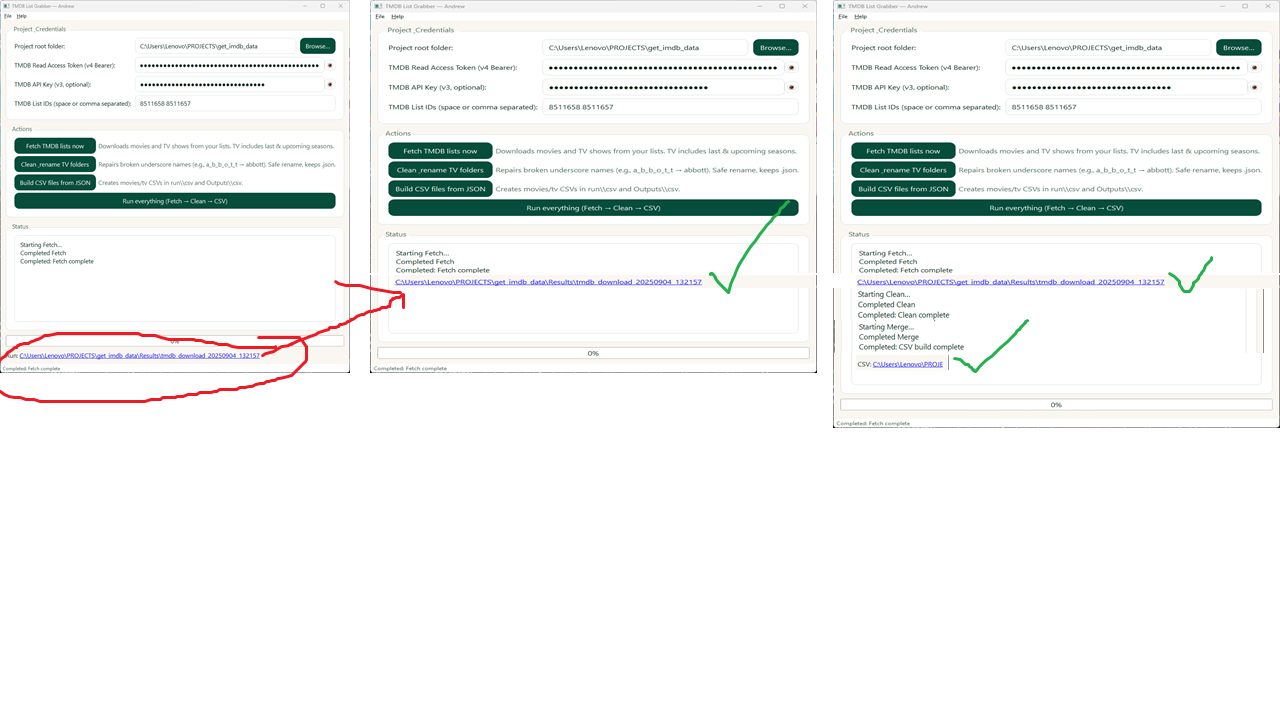 TMDB List Grabber — Andrew
File Help
Project _Credentials
Project root folder: C:\Users\Lenovo\PROJECTS\get_imdb_data Browse...
TMDB Read Access Token (v4 Bearer):
TMDB API Key (v3, optional):
TMDB List IDs (space or comma separated): 8511658 8511657
Actions
Fetch TMDB lists now Downloads movies and TV shows from your lists. TV includes last & upcoming seasons.
Clean _rename TV folders Repairs broken underscore names (e.g., a_b_b_o_t_t → abbott). Safe rename, keeps .json.
Build CSV files from JSON Creates movies/tv CSVs in run\\csv and Outputs\\csv.
Run everything (Fetch → Clean → CSV)
Status
Starting Fetch...
Completed Fetch
Completed: Fetch complete
0%
Run: C:\Users\Lenovo\PROJECTS\get_imdb_data\Results\tmdb_download_20250904_132157
Completed: Fetch complete
TMDB List Grabber — Andrew
File Help
Project _Credentials
Project root folder: C:\Users\Lenovo\PROJECTS\get_imdb_data Browse...
TMDB Read Access Token (v4 Bearer):
TMDB API Key (v3, optional):
TMDB List IDs (space or comma separated): 8511658 8511657
Actions
Fetch TMDB lists now Downloads movies and TV shows from your lists. TV includes last & upcoming seasons.
Clean _rename TV folders Repairs broken underscore names (e.g., a_b_b_o_t_t → abbott). Safe rename, keeps .json.
Build CSV files from JSON Creates movies/tv CSVs in run\\csv and Outputs\\csv.
Run everything (Fetch → Clean → CSV)
Status
Starting Fetch...
Completed Fetch
Completed: Fetch complete
C:\Users\Lenovo\PROJECTS\get_imdb_data\Results\tmdb_download_20250904_132157
0%
Completed: Fetch complete
TMDB List Grabber — Andrew
File Help
Project _Credentials
Project root folder: C:\Users\Lenovo\PROJECTS\get_imdb_data Browse...
TMDB Read Access Token (v4 Bearer):
TMDB API Key (v3, optional):
TMDB List IDs (space or comma separated): 8511658 8511657
Actions
Fetch TMDB lists now Downloads movies and TV shows from your lists. TV includes last & upcoming seasons.
Clean _rename TV folders Repairs broken underscore names (e.g., a_b_b_o_t_t → abbott). Safe rename, keeps .json.
Build CSV files from JSON Creates movies/tv CSVs in run\\csv and Outputs\\csv.
Run everything (Fetch → Clean → CSV)
Status
Starting Fetch...
Completed Fetch
Completed: Fetch complete
C:\Users\Lenovo\PROJECTS\get_imdb_data\Results\tmdb_download_20250904_132157
Starting Clean...
Completed Clean
Completed: Clean complete
Starting Merge...
Completed Merge
Completed: CSV build complete
CSV: C:\Users\Lenovo\PROJE
0%
Completed: Fetch complete